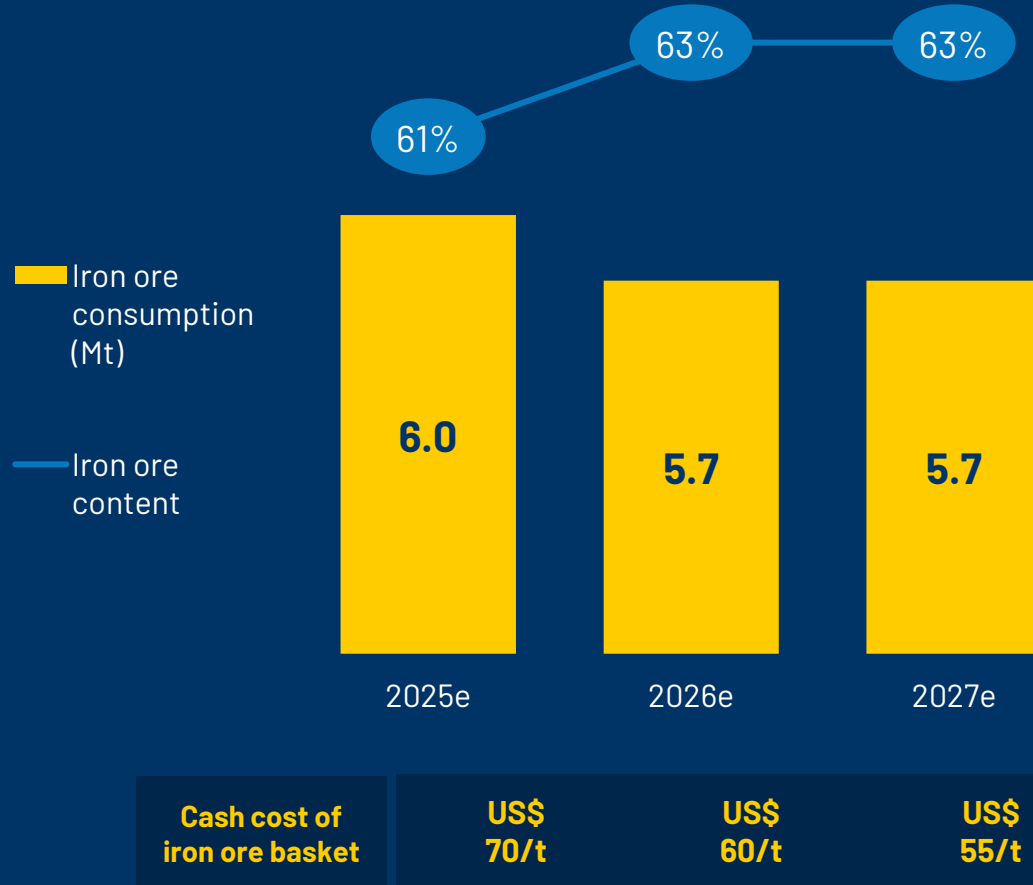 63%
63%
61%
Iron ore
consumption
(Mt)
Iron ore
content
6.0
5.7
5.7
2025e
2026e
2027e
Cash cost of
iron ore basket
US$
70/t
US$
60/t
US$
55/t